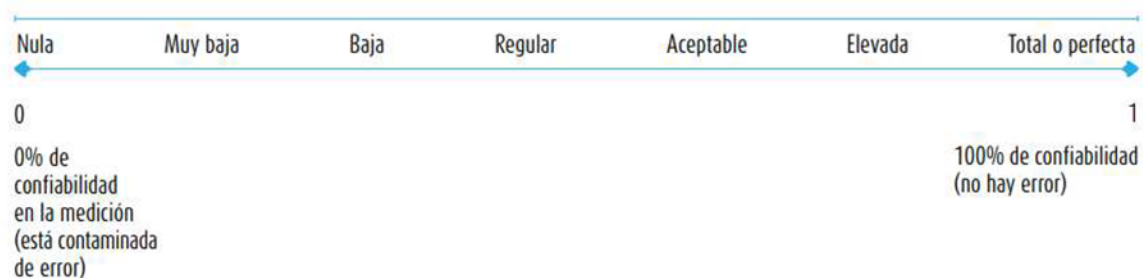 Nula Muy baja Baja Regular Aceptable Elevada Total o perfecta
0 1
0% de
confiabilidad
en la medición
(está contaminada
de error)
100% de confiabilidad
(no hay error)